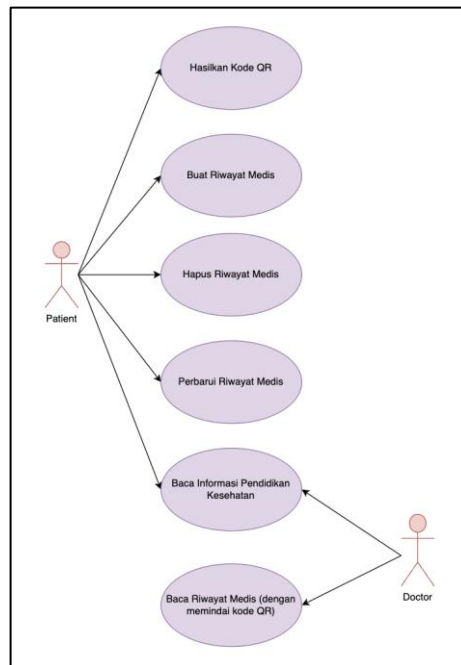 Hasilkan Kode QR
Buat Riwayat Medis
Hapus Riwayat Medis
Patient
Perbarui Riwayat Medis
Baca Informasi Pendidikan
Kesehatan
Baca Riwayat Medis (dengan
memindai kode QR)
Doctor